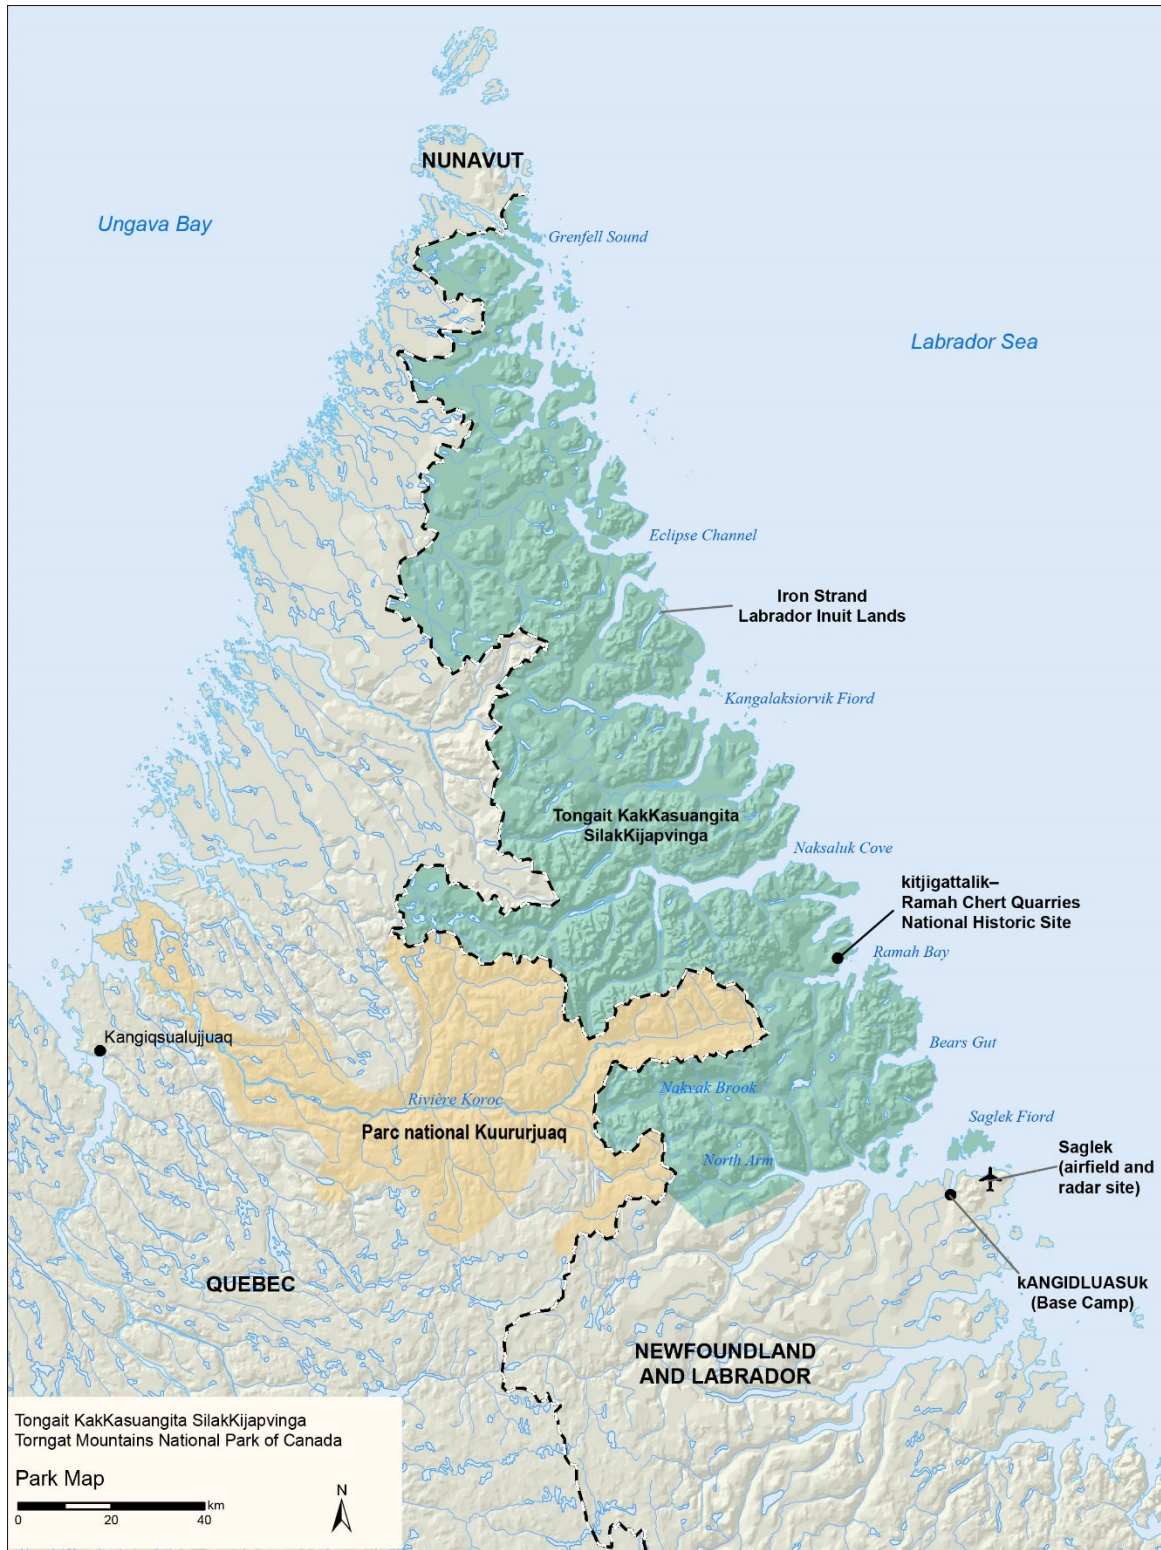 NUNAVUT
Ungava Bay
Grenfell Sound
Labrador Sea
Eclipse Channel
Iron Strand
Labrador Inuit Lands
Kangalaksiorvik Fiord
Tongait KakKasuangita
SilakKijapvinga
Naksaluk Cove
kitjigattalik–
Ramah Chert Quarries
National Historic Site
Ramah Bay
Kangiqsualujjuaq
Bears Gut
Nakvak Brook
Rivière Koroc
Parc national Kuururjuaq
Saglek Fiord
North Arm
Saglek
(airfield and
radar site)
QUEBEC
kANGIDLUASUk
(Base Camp)
NEWFOUNDLAND
AND LABRADOR
Tongait KakKasuangita SilakKijapvinga
Torngat Mountains National Park of Canada
Park Map
N
km
0 20 40